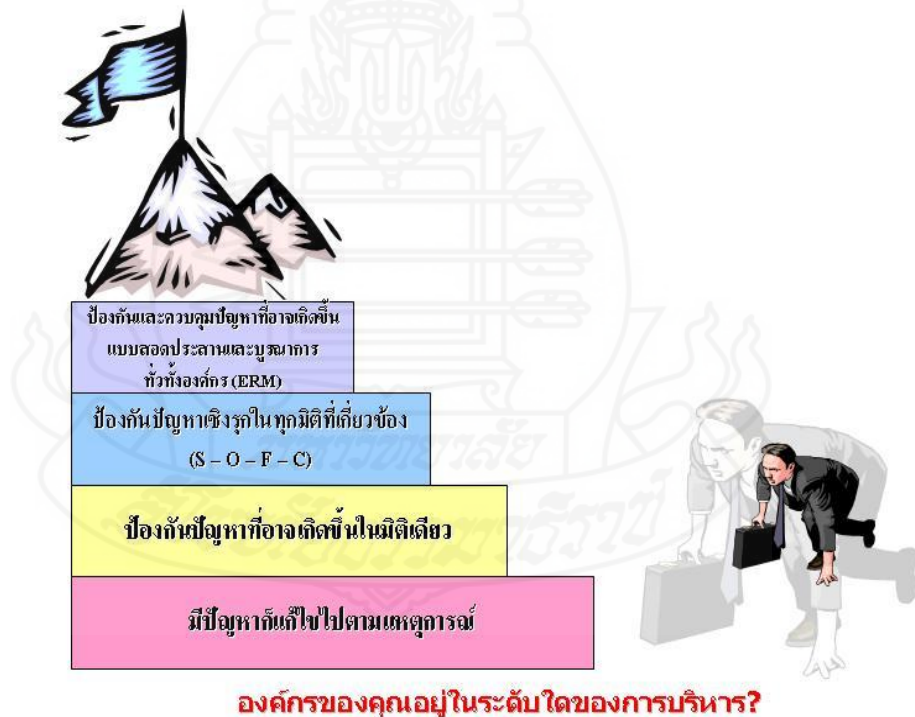 ป้องกันและควบคุมปัญหาที่อาจเกิดขึ้น
แบบสอดประสานและบูรณาการ
ทั่วทั้งองค์กร (ERM)
ป้องกันปัญหาเชิงรุกในทุกมิติที่เกี่ยวข้อง
(S – O – F – C)
ป้องกันปัญหาที่อาจเกิดขึ้นในมิติเดียว
มีปัญหาก็แก้ไขไปตามเหตุการณ์
องค์กรของคุณอยู่ในระดับใดของการบริหาร?